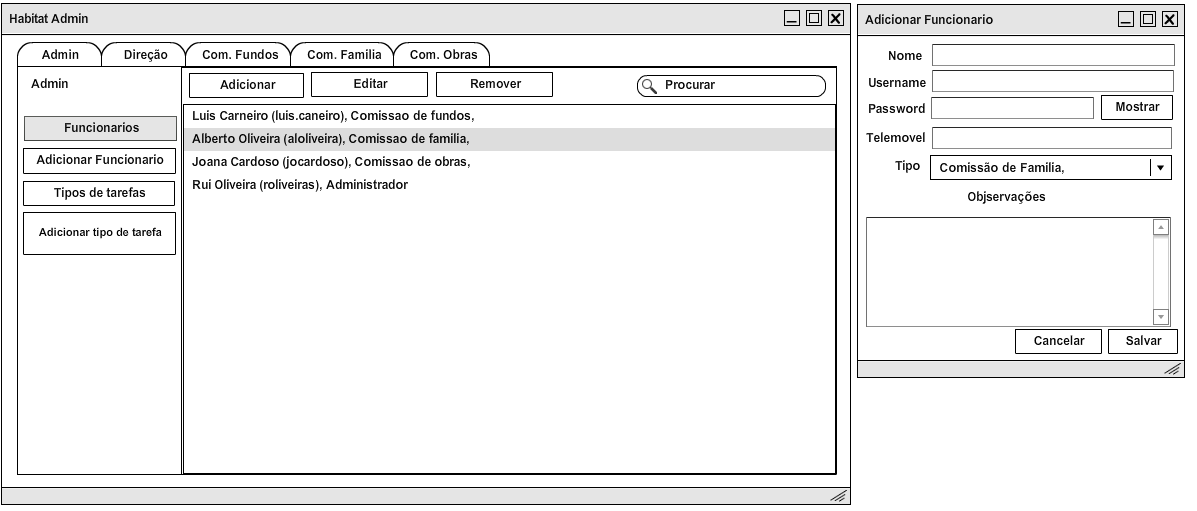 Habitat Admin
Admin Direção Com. Fundos Com. Familia Com. Obras
Admin
Funcionarios
Adicionar Funcionario
Tipos de tarefas
Adicionar tipo de tarefa
Adicionar Editar Remover Procurar
Luis Carneiro (luis.caneiro), Comissao de fundos,
Alberto Oliveira (aloliveira), Comissao de familia,
Joana Cardoso (jocardoso), Comissao de obras,
Rui Oliveira (roliveiras), Administrador
Adicionar Funcionario
Nome
Username
Password Mostrar
Telemovel
Tipo Comissão de Familia,
Objservações
Cancelar Salvar